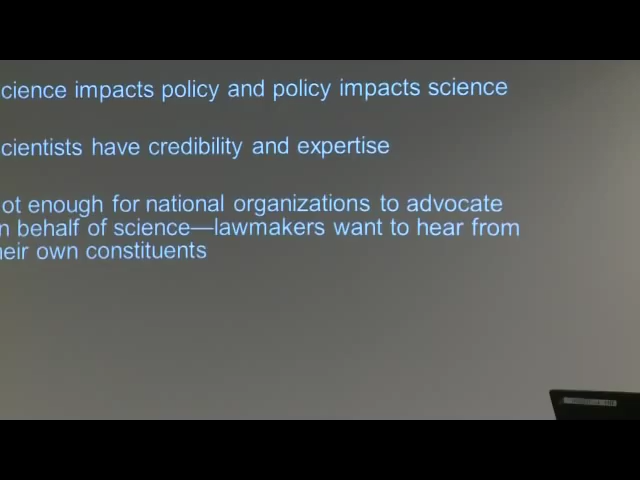 cience impacts policy and policy impacts science
cientists have credibility and expertise
ot enough for national organizations to advocate
n behalf of science—lawmakers want to hear from
heir own constituents